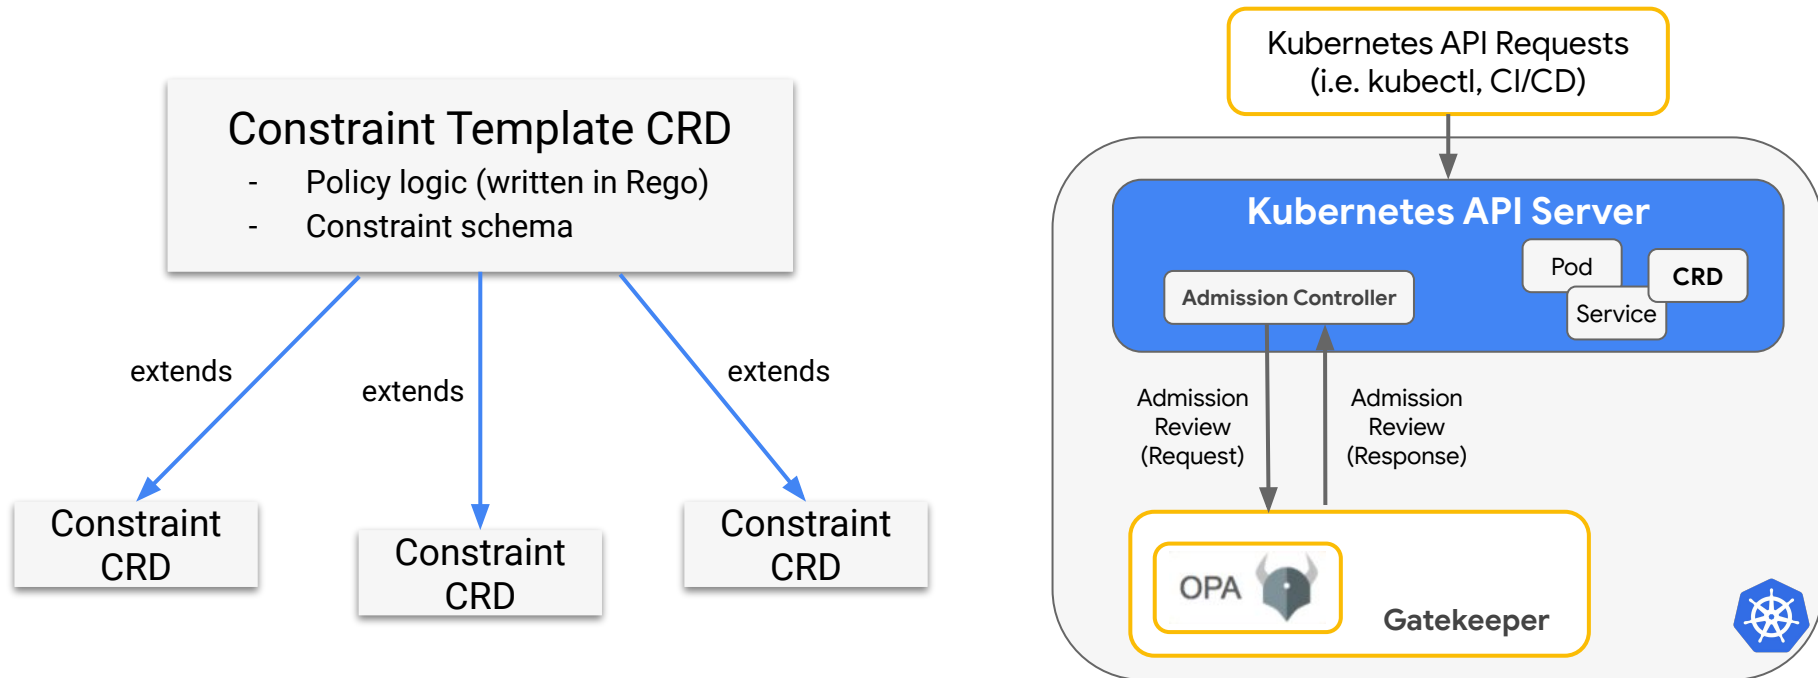 Constraint Template CRD
- Policy logic (written in Rego)
- Constraint schema
extends
extends
extends
Constraint
CRD
Constraint
CRD
Constraint
CRD
Kubernetes API Requests
(i.e. kubectl, CI/CD)
Kubernetes API Server
Admission Controller
Pod
Service
CRD
Admission
Review
(Request)
Admission
Review
(Response)
OPA
Gatekeeper